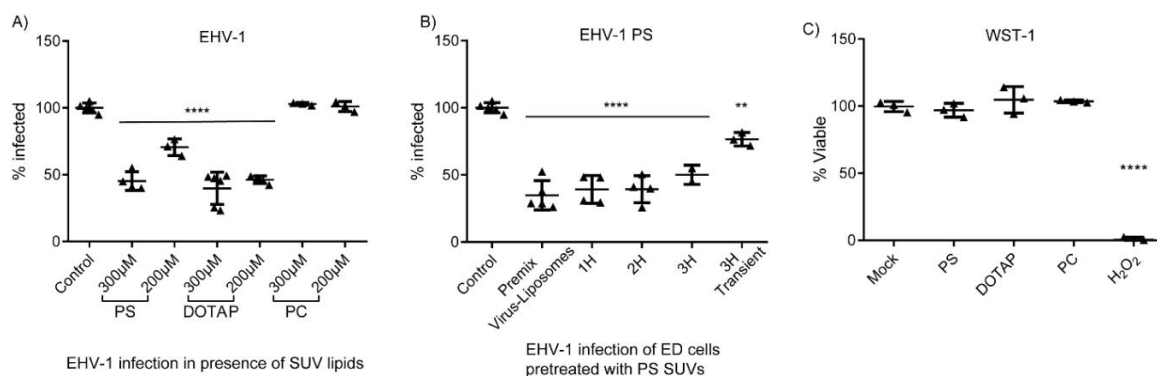 A)
EHV-1
% infected
150
100
50
0
****
Control
300µM
200µM
300µM
200µM
300µM
200µM
PS
DOTAP
PC
EHV-1 infection in presence of SUV lipids
B)
EHV-1 PS
% infected
150
100
50
0
****
**
Control
Premix
Virus-Liposomes
1H
2H
3H
3H
Transient
EHV-1 infection of ED cells
pretreated with PS SUVs
C)
WST-1
% Viable
150
100
50
0
****
Mock
PS
DOTAP
PC
H₂O₂